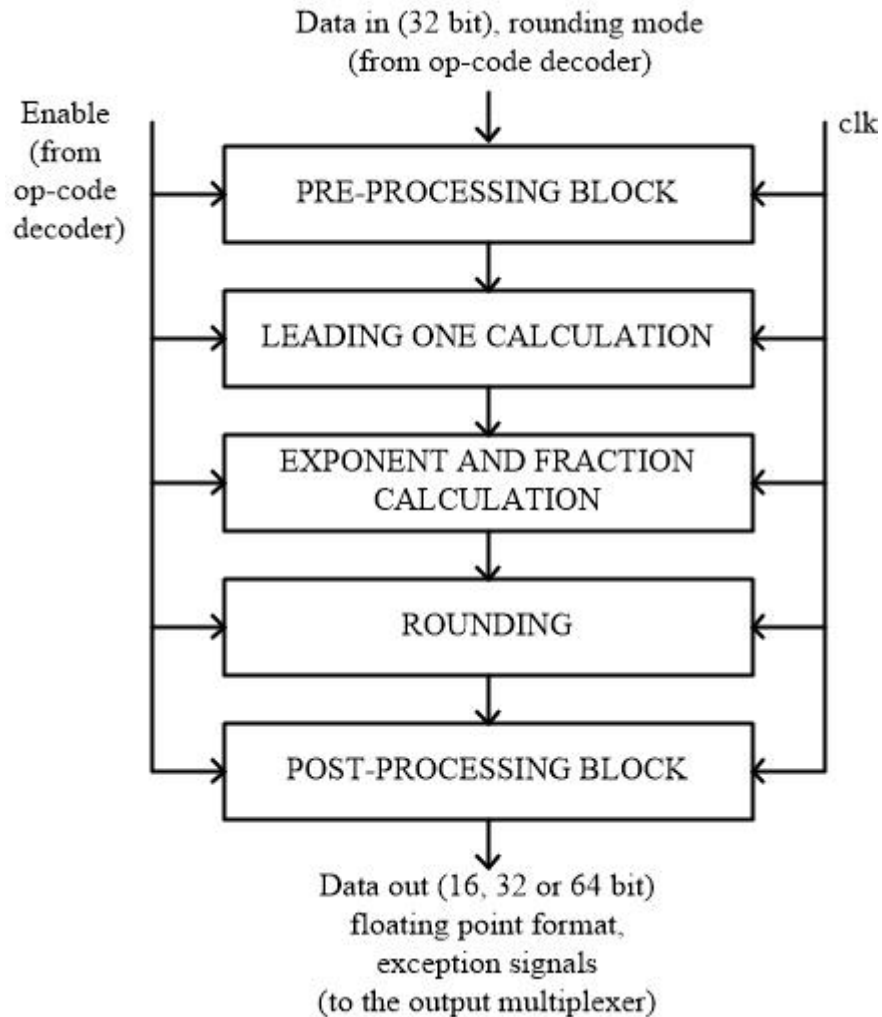 Data in (32 bit), rounding mode
(from op-code decoder)
Enable
(from
op-code
decoder)
clk
PRE-PROCESSING BLOCK
LEADING ONE CALCULATION
EXPONENT AND FRACTION
CALCULATION
ROUNDING
POST-PROCESSING BLOCK
Data out (16, 32 or 64 bit)
floating point format,
exception signals
(to the output multiplexer)